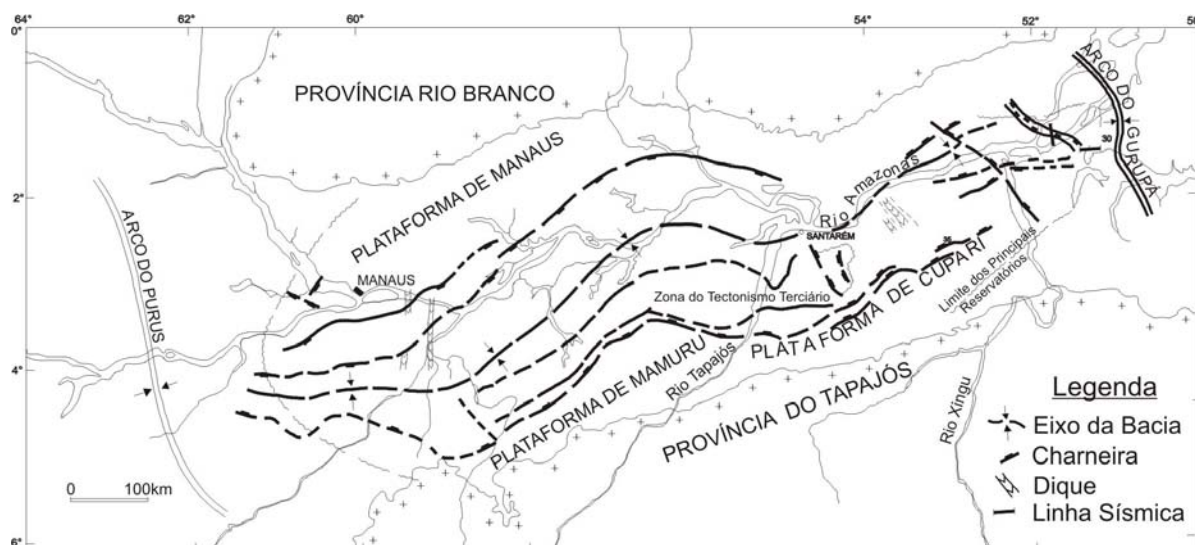 64°
62°
60°
54°
52°
50
0°
2°
4°
6°
PROVÍNCIA RIO BRANCO
ARCO DO GURUPÁ
PLATAFORMA DE MANAUS
30
Rio Amazonas
ARCO DO PURUS
SANTARÉM
MANAUS
Zona do Tectonismo Terciário
PLATAFORMA DE CUPARI
Limite dos Principais
Reservatórios
PLATAFORMA DE MAMURU
Rio Tapajós
PROVÍNCIA DO TAPAJÓS
Rio Xingu
0 100km
Legenda
Eixo da Bacia
Charneira
Dique
Linha Sísmica